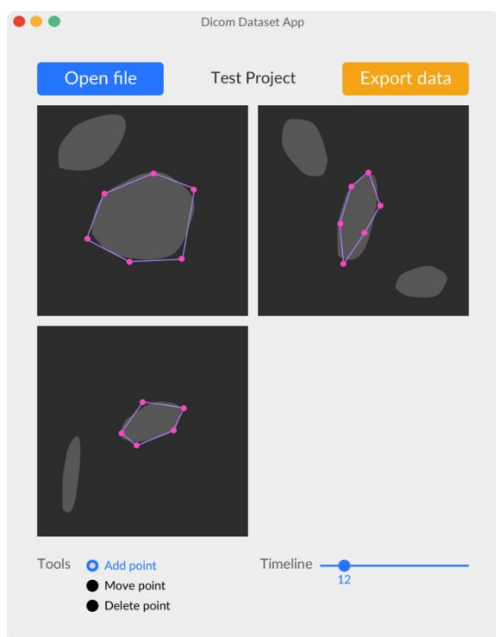 Dicom Dataset App
Open file
Test Project
Export data
Tools
Add point
Move point
Delete point
Timeline
12